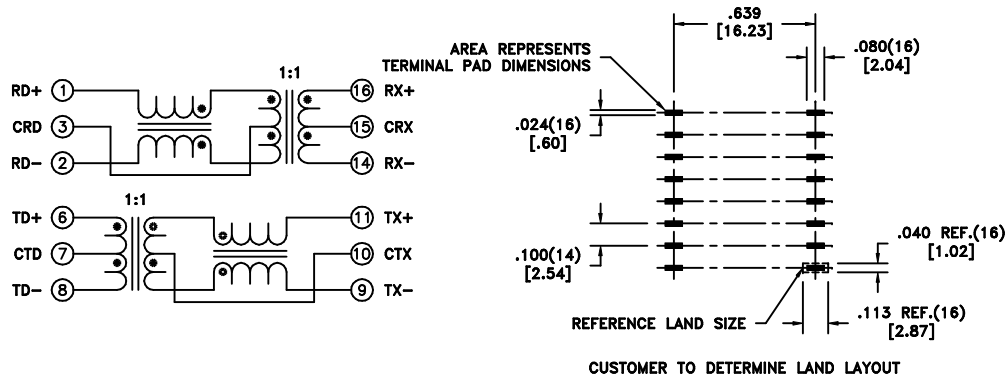 1:1
RD+ 1
CRD 3
RD- 2
16 RX+
15 CRX
14 RX-
1:1
TD+ 6
CTD 7
TD- 8
11 TX+
10 CTX
9 TX-
.639
[16.23]
AREA REPRESENTS
TERMINAL PAD DIMENSIONS
.080(16)
[2.04]
.024(16)
[.60]
.100(14)
[2.54]
.040 REF.(16)
[1.02]
REFERENCE LAND SIZE
.113 REF.(16)
[2.87]
CUSTOMER TO DETERMINE LAND LAYOUT